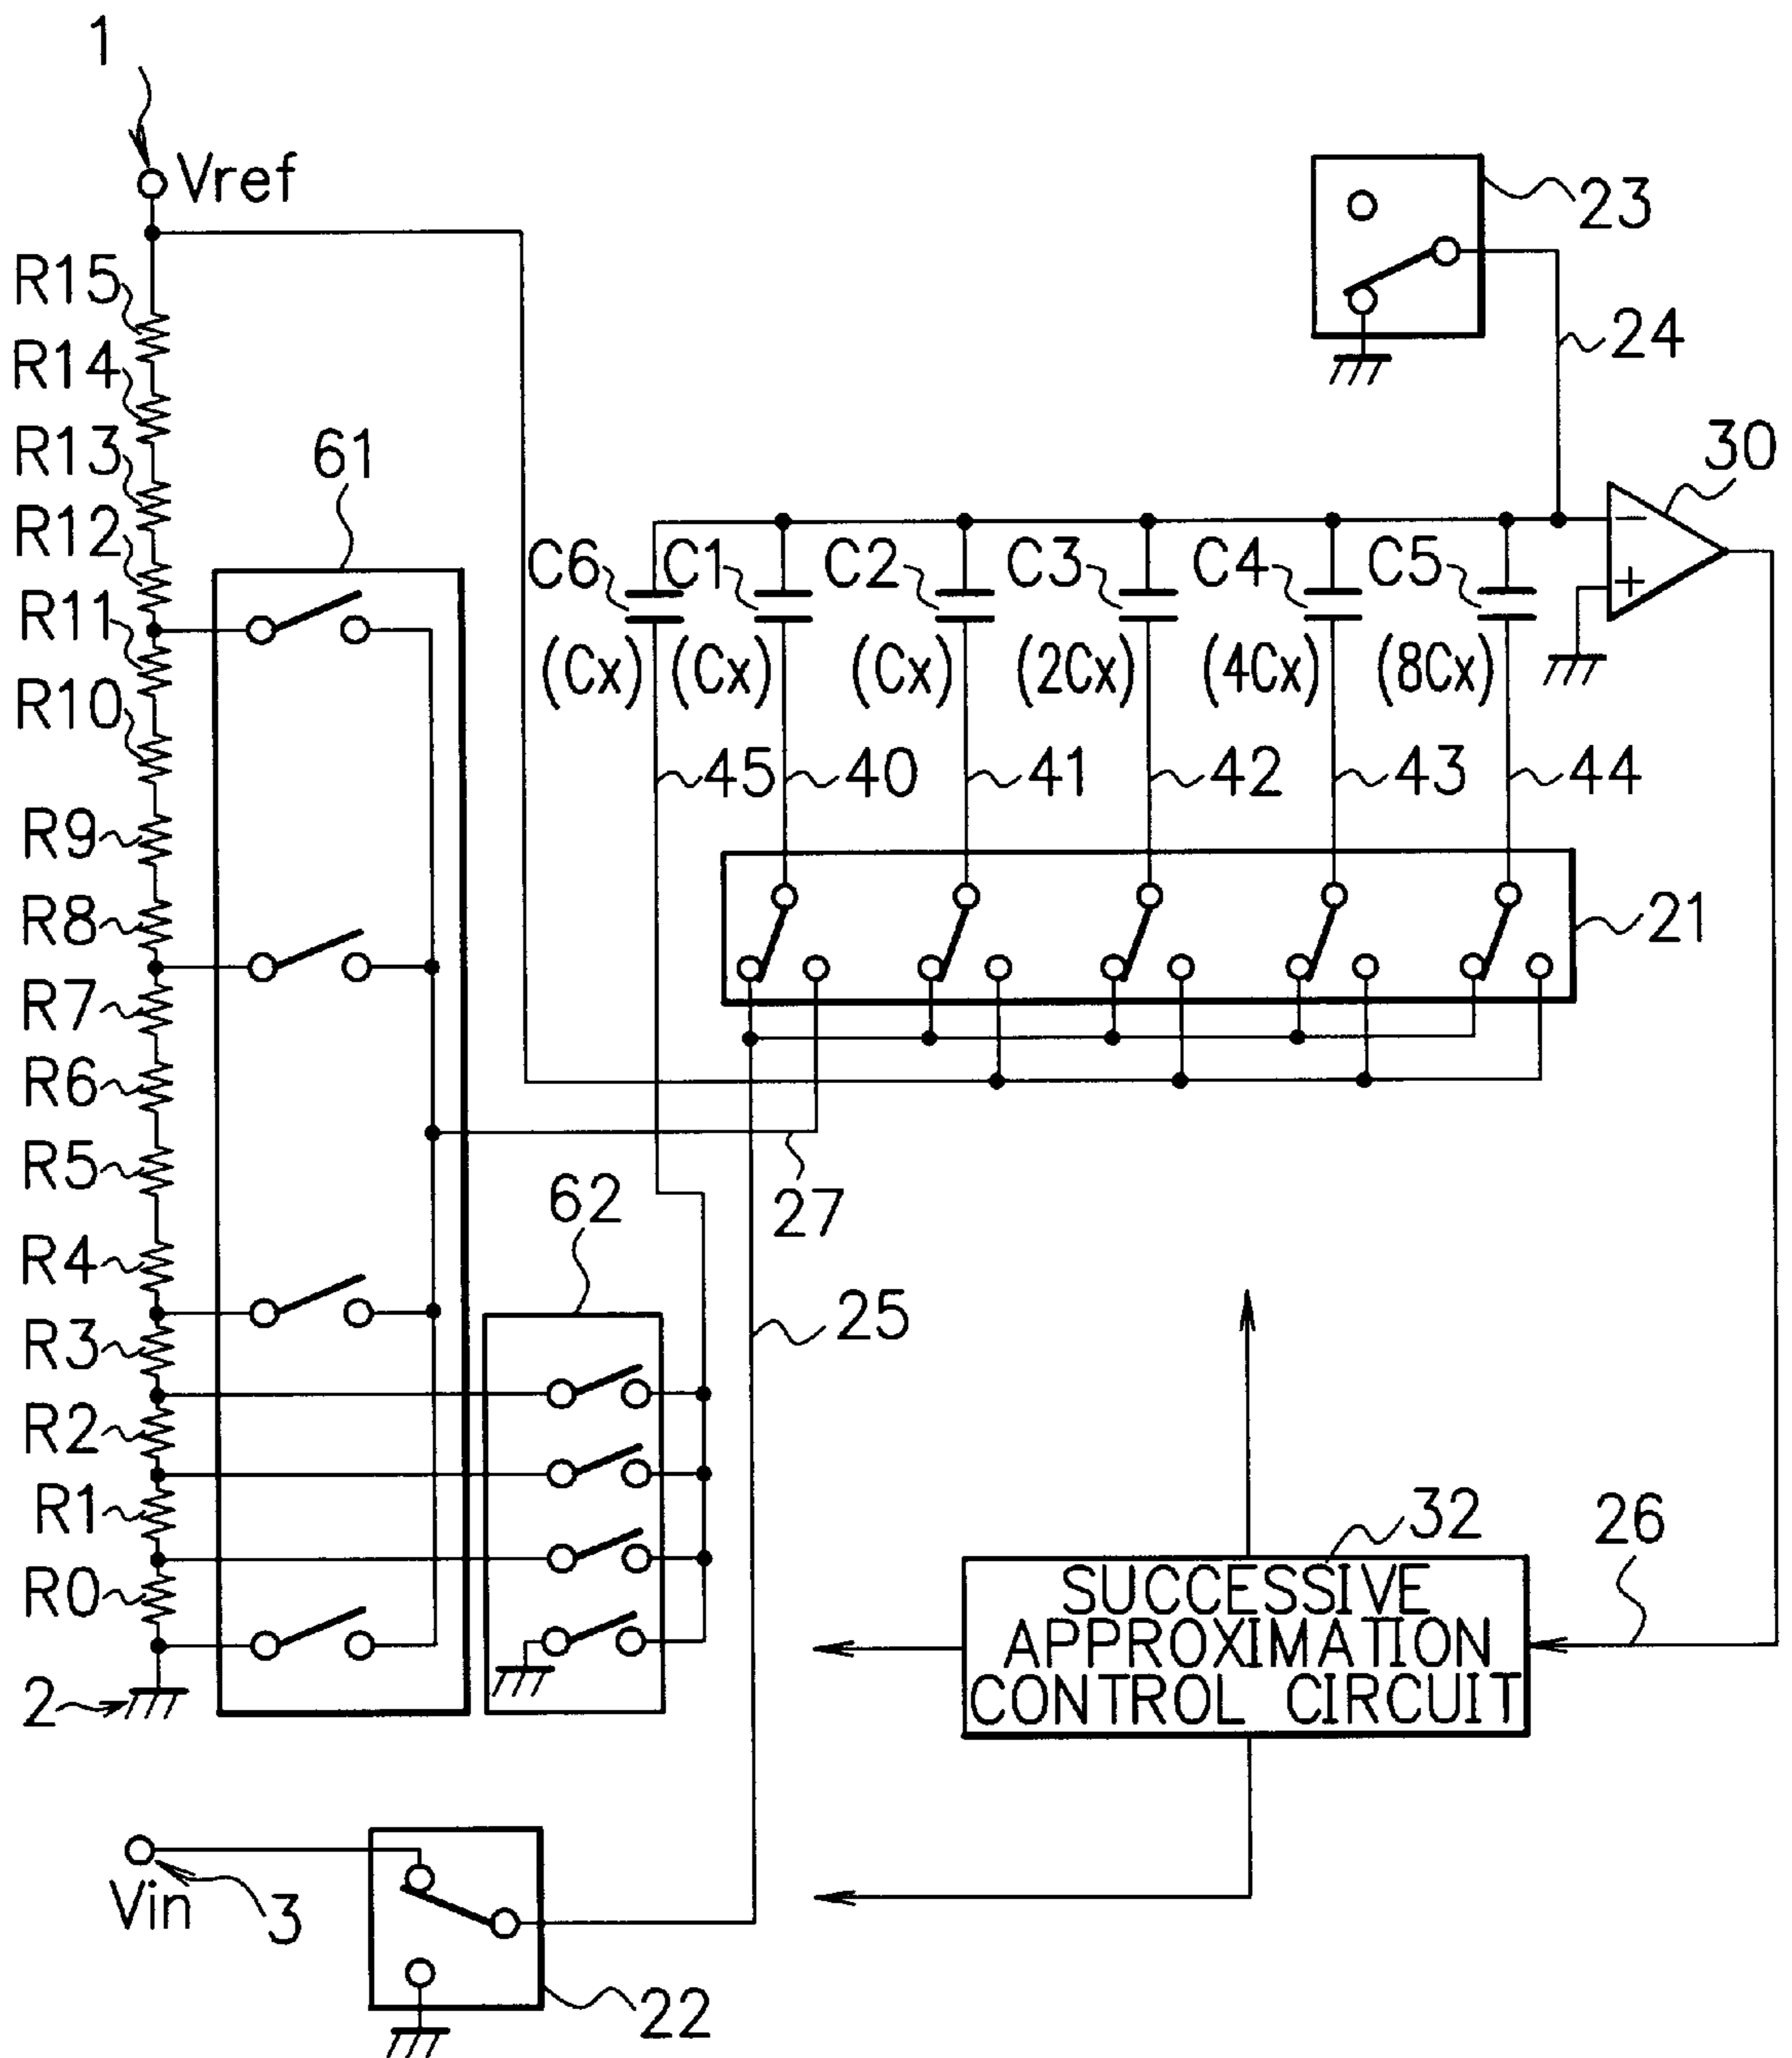 1
Vref
23
R15
24
R14
R13
61
30
R12
C6
C1
C2
C3
C4
C5
−
+
R11
(Cx)
(Cx)
(Cx)
(2Cx)
(4Cx)
(8Cx)
R10
45
40
41
42
43
44
R9
R8
21
R7
R6
R5
27
62
R4
25
R3
R2
R1
32
26
R0
SUCCESSIVE
APPROXIMATION
CONTROL CIRCUIT
2
Vin
3
22